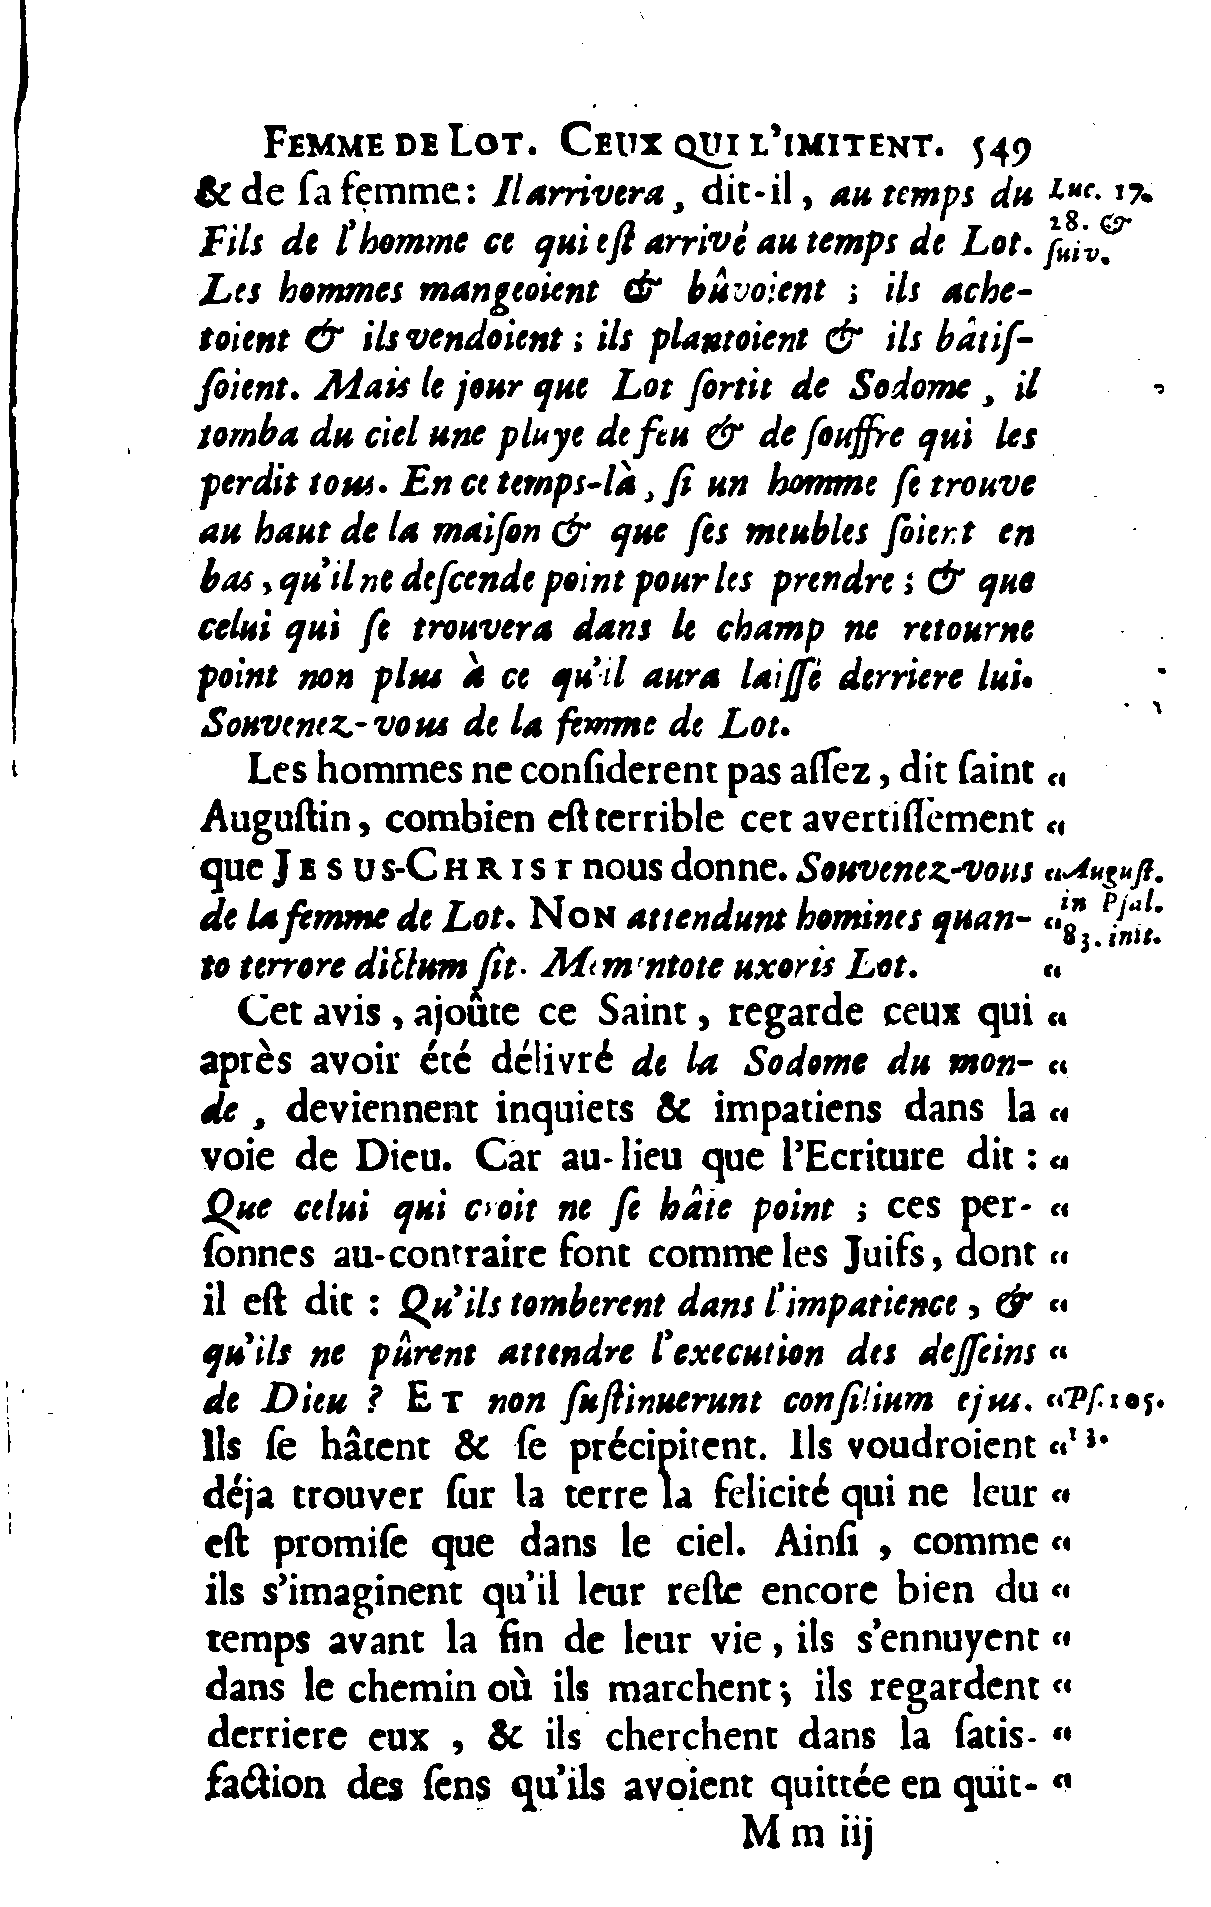 FEMME DE LOT. CEUX QUI L'IMITENT. 549
& de ſa femme: Il arrivera, dit-il, au temps du Luc. 17.
Fils de l'homme ce qui eſt arrivé au temps de Lot. 28. & ſuiv.
Les hommes mangeoient & bûvoient ; ils ache-
toient & ils vendoient ; ils plantoient & ils bâtiſ-
ſoient. Mais le jour que Lot ſortit de Sodome, il
tomba du ciel une pluye de feu & de ſouffre qui les
perdit tous. En ce temps-là, ſi un homme ſe trouve
au haut de la maiſon & que ſes meubles ſoient en
bas, qu'il ne deſcende point pour les prendre ; & que
celui qui ſe trouvera dans le champ ne retourne
point non plus à ce qu'il aura laiſſé derriere lui.
Souvenez-vous de la femme de Lot.
Les hommes ne conſiderent pas aſſez, dit ſaint “
Auguſtin, combien eſt terrible cet avertiſſement “
que JESUS-CHRIST nous donne. Souvenez-vous “ Auguſt.
de la femme de Lot. NON attendunt homines quan- “ in Pſal.
83. init.
to terrore dictum ſit. Mementote uxoris Lot. “
Cet avis, ajoûte ce Saint, regarde ceux qui “
après avoir été délivré de la Sodome du mon- “
de, deviennent inquiets & impatiens dans la “
voie de Dieu. Car au-lieu que l'Ecriture dit : “
Que celui qui croit ne ſe hâte point ; ces per- “
ſonnes au-contraire font comme les Juifs, dont “
il eſt dit : Qu'ils tomberent dans l'impatience, & “
qu'ils ne pûrent attendre l'execution des deſſeins “
de Dieu ? ET non ſuſtinuerunt conſilium ejus. “ Pſ. 105.
Ils ſe hâtent & ſe précipitent. Ils voudroient “ 13.
déja trouver ſur la terre la felicité qui ne leur “
eſt promiſe que dans le ciel. Ainſi, comme “
ils s'imaginent qu'il leur reſte encore bien du “
temps avant la fin de leur vie, ils s'ennuyent “
dans le chemin où ils marchent ; ils regardent “
derriere eux, & ils cherchent dans la ſatis- “
faction des ſens qu'ils avoient quittée en quit- “
M m iij